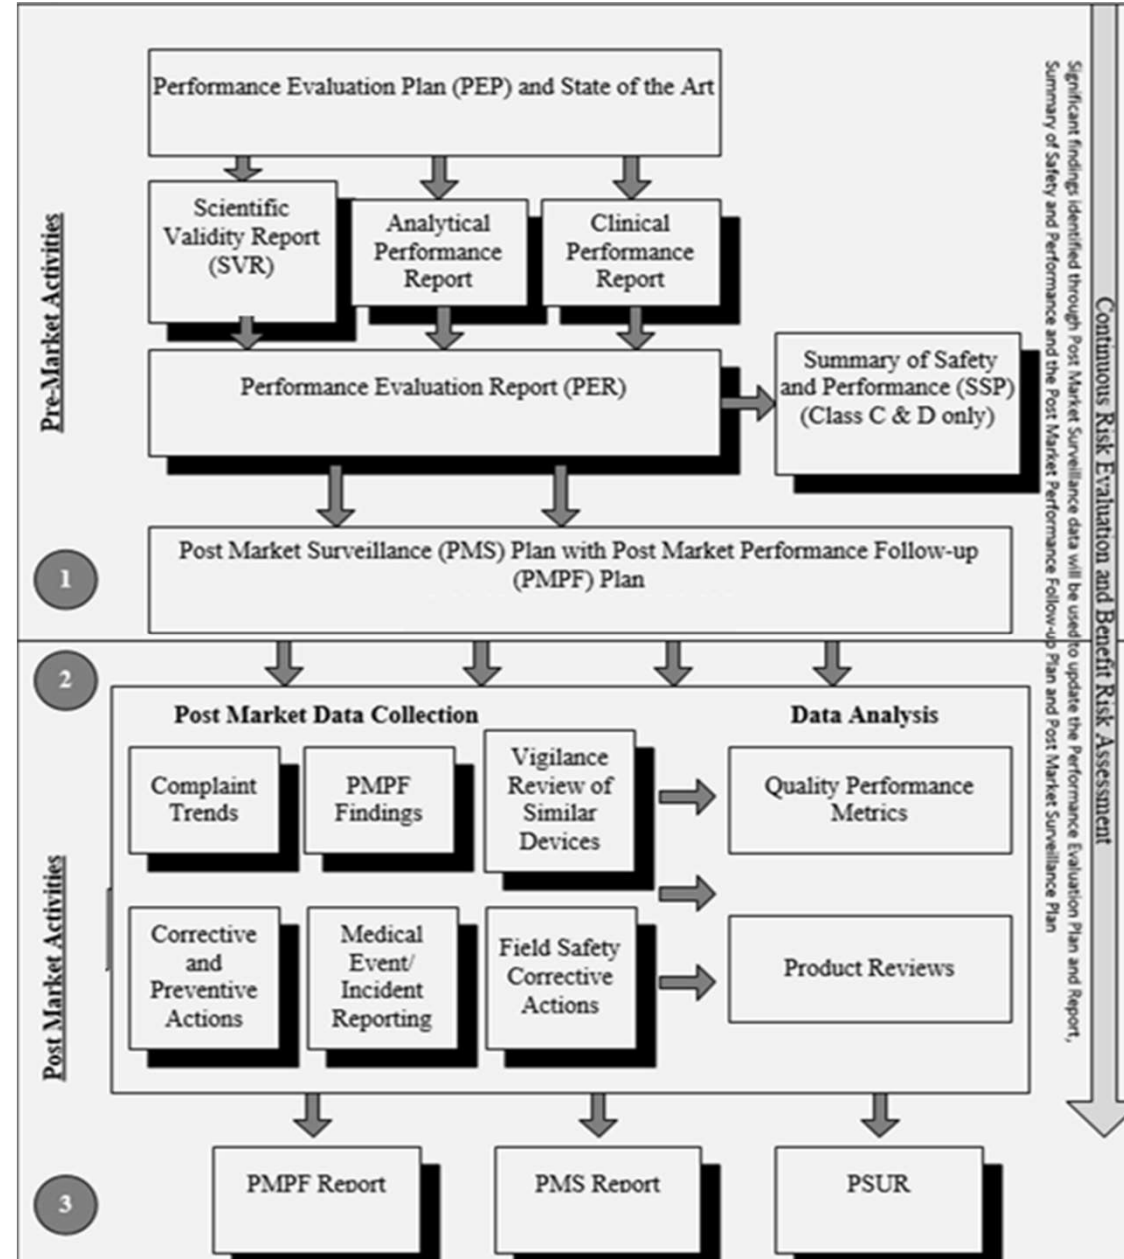 Performance Evaluation Plan (PEP) and State of the Art
Scientific
Validity Report
(SVR)
Analytical
Performance
Report
Clinical
Performance
Report
Performance Evaluation Report (PER)
Summary of Safety
and Performance (SSP)
(Class C & D only)
Pre-Market Activities
1
Post Market Surveillance (PMS) Plan with Post Market Performance Follow-up
(PMPF) Plan
2
Post Market Data Collection
Data Analysis
Complaint
Trends
PMPF
Findings
Vigilance
Review of
Similar
Devices
Quality Performance
Metrics
Corrective
and
Preventive
Actions
Medical
Event/
Incident
Reporting
Field Safety
Corrective
Actions
Product Reviews
Post Market Activities
3
PMPF Report
PMS Report
PSUR
Continuous Risk Evaluation and Benefit Risk Assessment
Significant findings identified through Post Market Surveillance data will be used to update the Performance Evaluation Plan and Report,
Summary of Safety and Performance and the Post Market Performance Follow-up Plan and Post Market Surveillance Plan